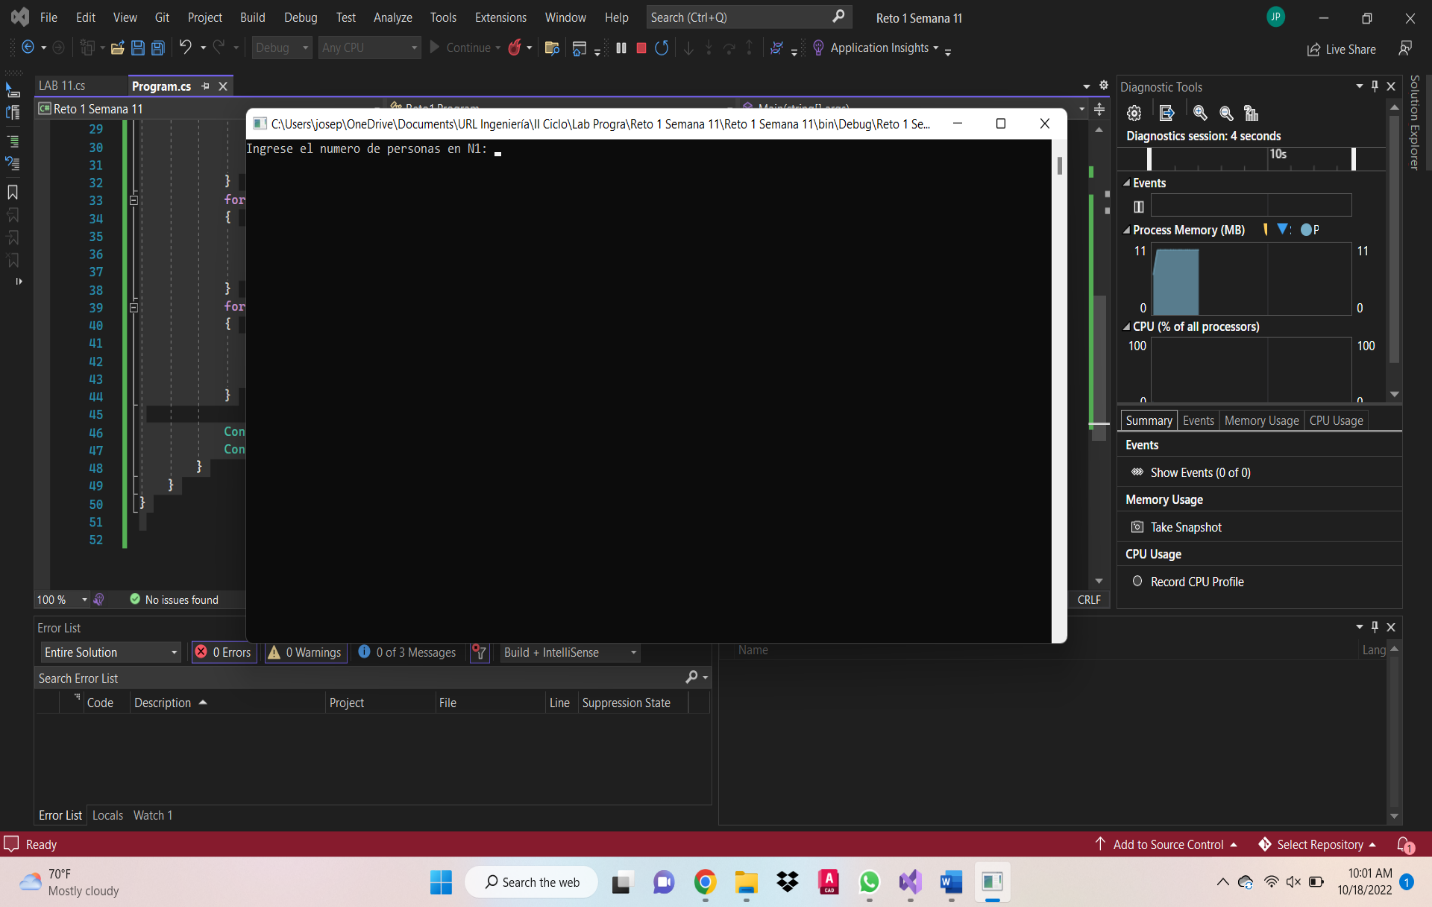 File Edit View Git Project Build Debug Test Analyze Tools Extensions Window Help Search (Ctrl+Q) Reto 1 Semana 11 JP
Debug Any CPU Continue Application Insights Live Share
LAB 11.cs Program.cs
Reto 1 Semana 11
C:\Users\josep\OneDrive\Documents\URL Ingeniería\II Ciclo\Lab Progra\Reto 1 Semana 11\Reto 1 Semana 11\bin\Debug\Reto 1 Se...
Ingrese el numero de personas en N1:
29
30
31
32 }
33 for
34 {
35
36
37
38 }
39 for
40 {
41
42
43
44 }
45
46 Con
47 Con
48 }
49 }
50 }
51
52
100 % No issues found CRLF
Diagnostic Tools
Diagnostics session: 4 seconds
10s
Events
Process Memory (MB) P
11 11
0 0
CPU (% of all processors)
100 100
Summary Events Memory Usage CPU Usage
Events
Show Events (0 of 0)
Memory Usage
Take Snapshot
CPU Usage
Record CPU Profile
Solution Explorer
Error List
Entire Solution 0 Errors 0 Warnings 0 of 3 Messages Build + IntelliSense
Search Error List
Code Description Project File Line Suppression State
Name Lang
Error List Locals Watch 1
Ready Add to Source Control Select Repository 1
70°F
Mostly cloudy
Search the web
10:01 AM
10/18/2022 1